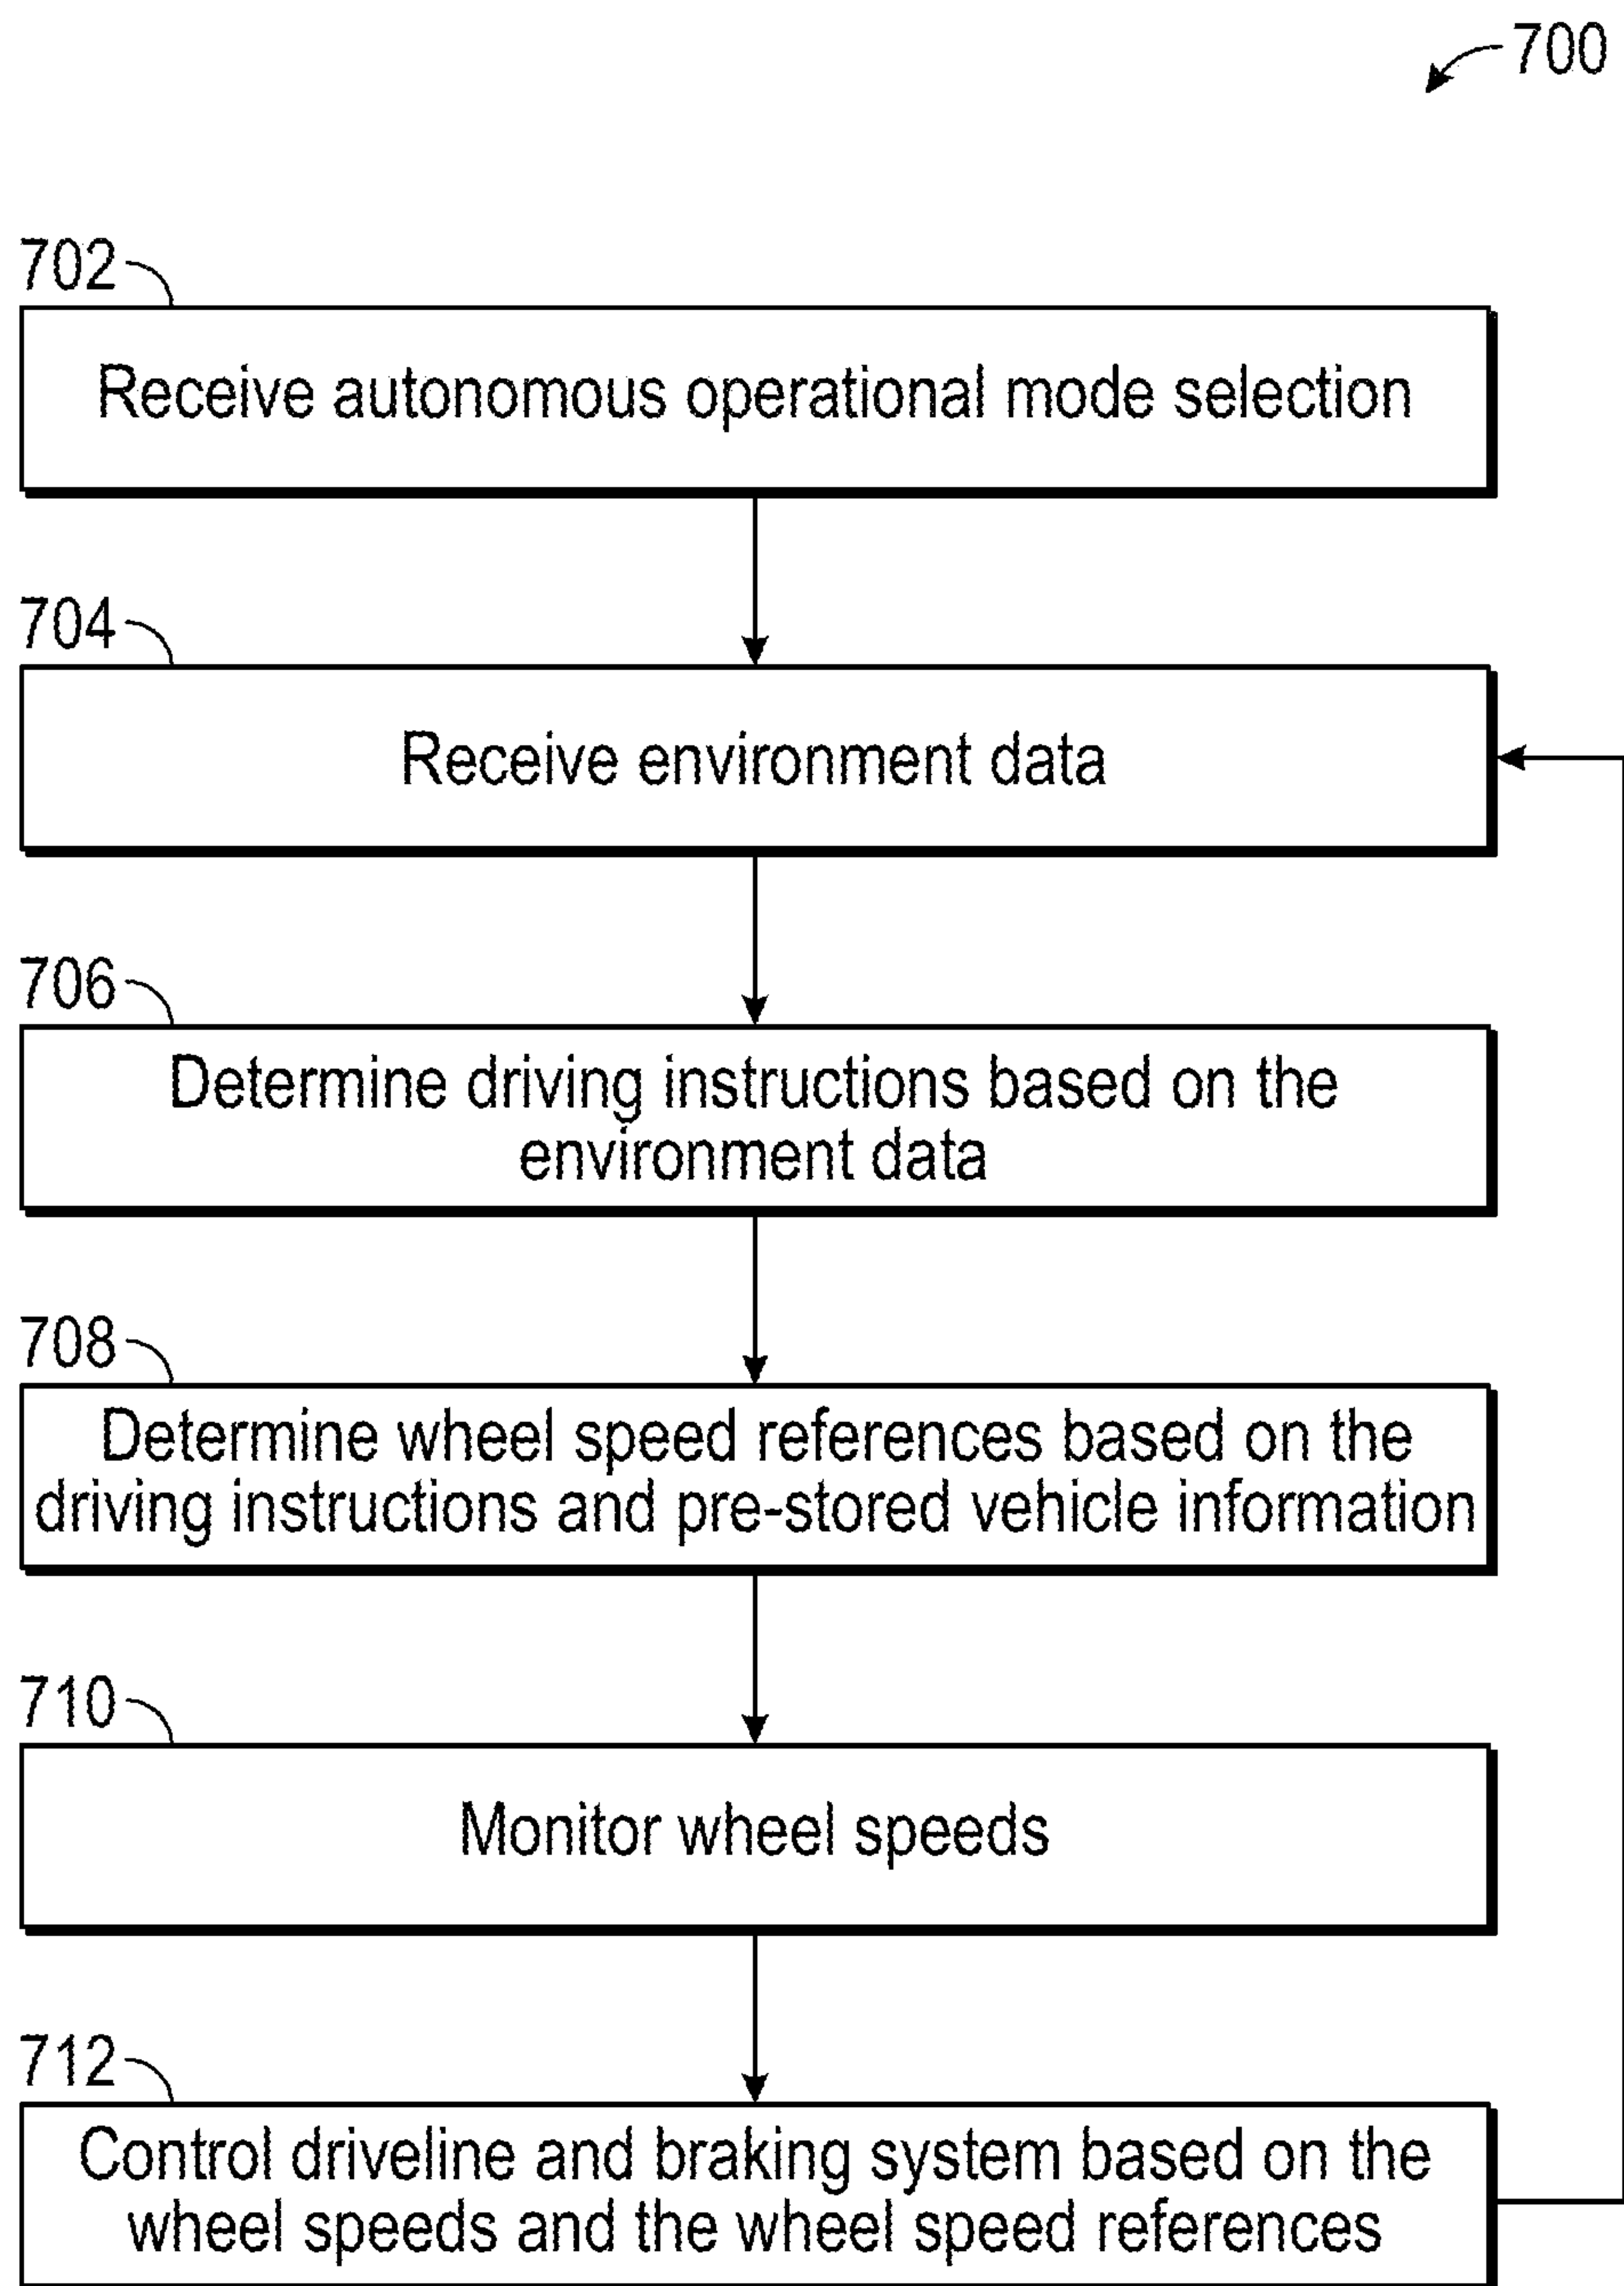 700
702
Receive autonomous operational mode selection
704
Receive environment data
706
Determine driving instructions based on the
environment data
708
Determine wheel speed references based on the
driving instructions and pre-stored vehicle information
710
Monitor wheel speeds
712
Control driveline and braking system based on the
wheel speeds and the wheel speed references